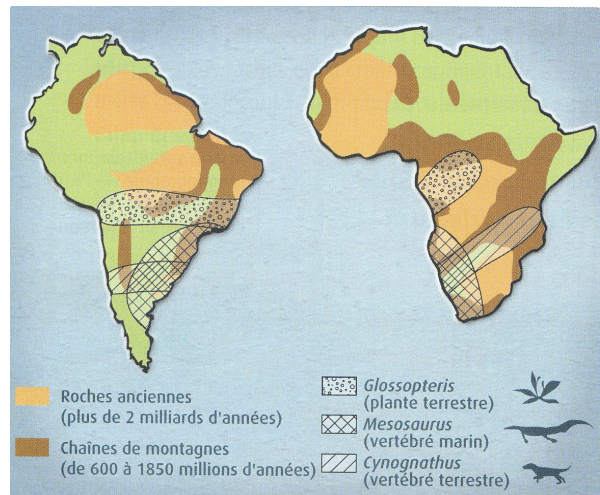 Roches anciennes
(plus de 2 milliards d'années)
Chaînes de montagnes
(de 600 à 1850 millions d'années)
Glossopteris
(plante terrestre)
Mesosaurus
(vertébré marin)
Cynognathus
(vertébré terrestre)